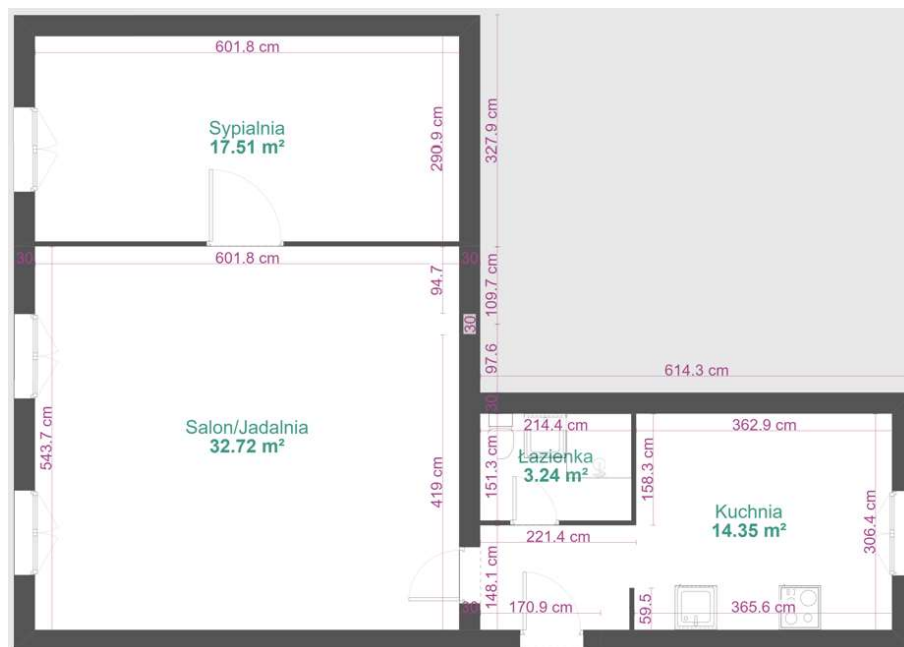 601.8 cm
Sypialnia
17.51 m²
290.9 cm
327.9 cm
30
601.8 cm
30
94.7
109.7 cm
30
97.6
614.3 cm
30
543.7 cm
Salon/Jadalnia
32.72 m²
419 cm
214.4 cm
362.9 cm
151.3 cm
Łazienka
3.24 m²
158.3 cm
Kuchnia
14.35 m²
306.4 cm
221.4 cm
148.1 cm
30
170.9 cm
59.5
365.6 cm